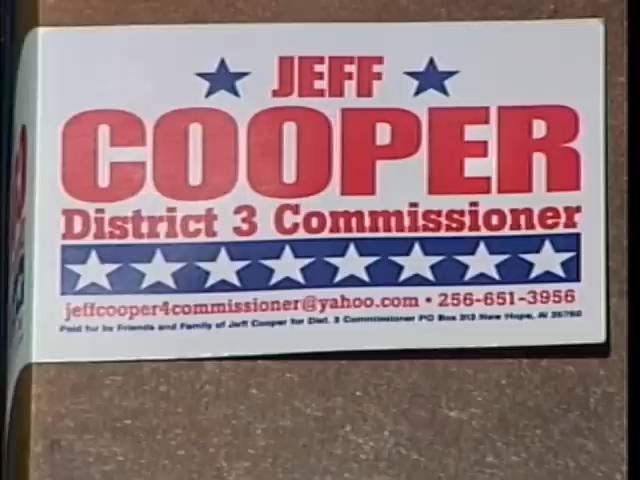 JEFF
COOPER
District 3 Commissioner
jeffcooper4commissioner@yahoo.com • 256-651-3956
Paid for by Friends and Family of Jeff Cooper for Dist. 3 Commissioner PO Box 313 New Hope, Al 35760